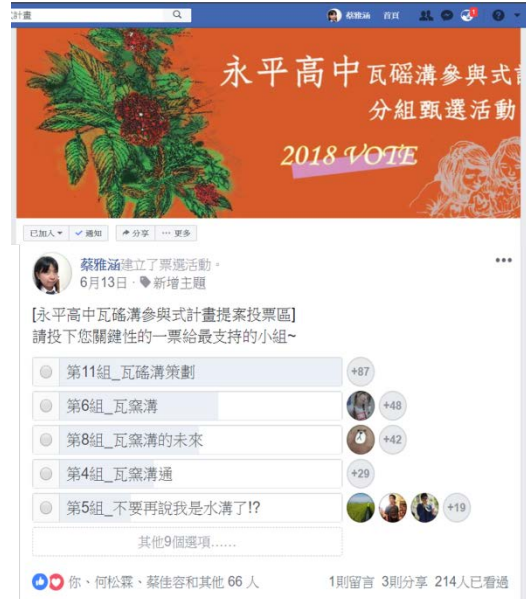 計畫
蔡雅涵 首頁
永平高中瓦磘溝參與式
分組甄選活動
2018 VOTE
已加入 ✓ 通知 分享 ··· 更多
蔡雅涵建立了票選活動。
6月13日 · 新增主題
[永平高中瓦磘溝參與式計畫提案投票區]
請投下您關鍵性的一票給最支持的小組~
第11組_瓦磘溝策劃 +87
第6組_瓦窯溝 +48
第8組_瓦窯溝的未來 +42
第4組_瓦窯溝通 +29
第5組_不要再說我是水溝了!? +19
其他9個選項......
你、何松霖、蔡佳容和其他 66 人 1則留言 3則分享 214人已看過